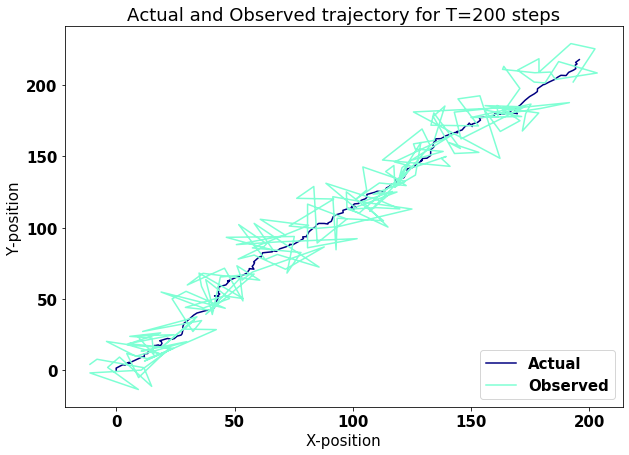 Actual and Observed trajectory for T=200 steps
Y-position
200
150
100
50
0
Actual
Observed
0 50 100 150 200
X-position